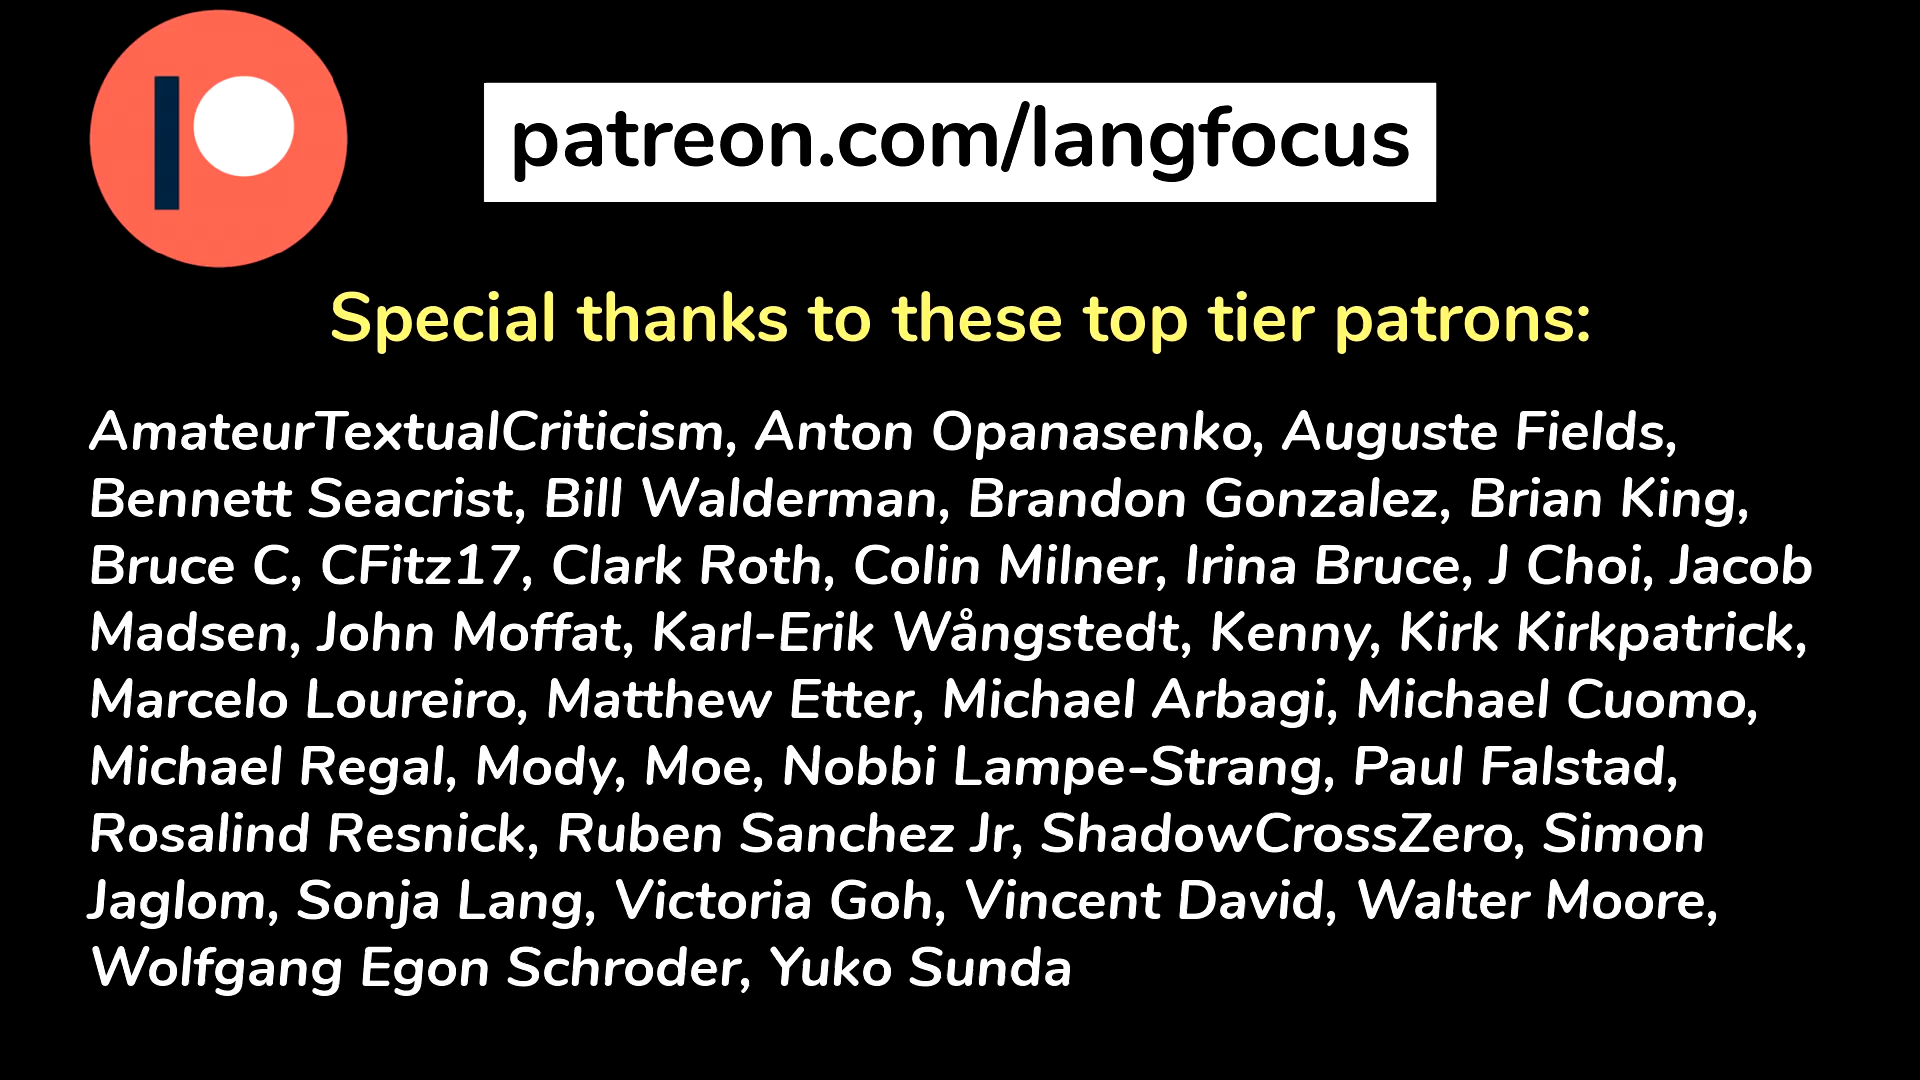 patreon.com/langfocus
Special thanks to these top tier patrons:
AmateurTextualCriticism, Anton Opanasenko, Auguste Fields,
Bennett Seacrist, Bill Walderman, Brandon Gonzalez, Brian King,
Bruce C, CFitz17, Clark Roth, Colin Milner, Irina Bruce, J Choi, Jacob
Madsen, John Moffat, Karl-Erik Wångstedt, Kenny, Kirk Kirkpatrick,
Marcelo Loureiro, Matthew Etter, Michael Arbagi, Michael Cuomo,
Michael Regal, Mody, Moe, Nobbi Lampe-Strang, Paul Falstad,
Rosalind Resnick, Ruben Sanchez Jr, ShadowCrossZero, Simon
Jaglom, Sonja Lang, Victoria Goh, Vincent David, Walter Moore,
Wolfgang Egon Schroder, Yuko Sunda